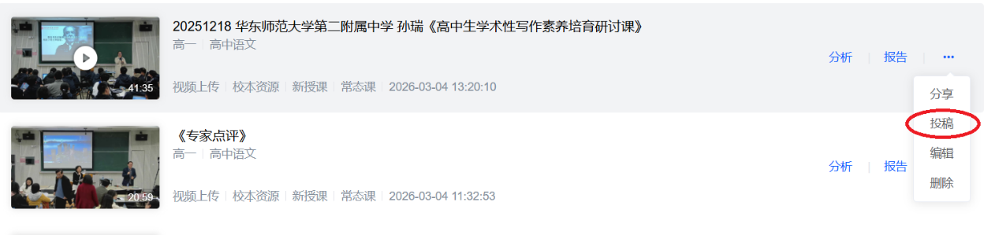 20251218 华东师范大学第二附属中学 孙瑞《高中生学术性写作素养培育研讨课》
高一 高中语文
分析 报告 ···
41:35
视频上传 校本资源 新授课 常态课 2026-03-04 13:20:10
分享
投稿
编辑
删除
《专家点评》
高一 高中语文
分析 报告
20:59
视频上传 校本资源 新授课 常态课 2026-03-04 11:32:53